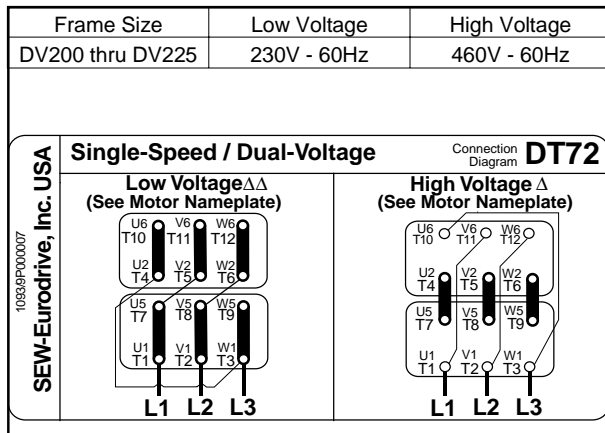 Frame Size Low Voltage High Voltage
DV200 thru DV225 230V - 60Hz 460V - 60Hz
1093/9P000007
SEW-Eurodrive, Inc. USA
Single-Speed / Dual-Voltage
Connection Diagram DT72
Low Voltage ΔΔ
(See Motor Nameplate)
U6 V6 W6
T10 T11 T12
U2 V2 W2
T4 T5 T6
U5 V5 W5
T7 T8 T9
U1 V1 W1
T1 T2 T3
L1 L2 L3
High Voltage Δ
(See Motor Nameplate)
U6 V6 W6
T10 T11 T12
U2 V2 W2
T4 T5 T6
U5 V5 W5
T7 T8 T9
U1 V1 W1
T1 T2 T3
L1 L2 L3